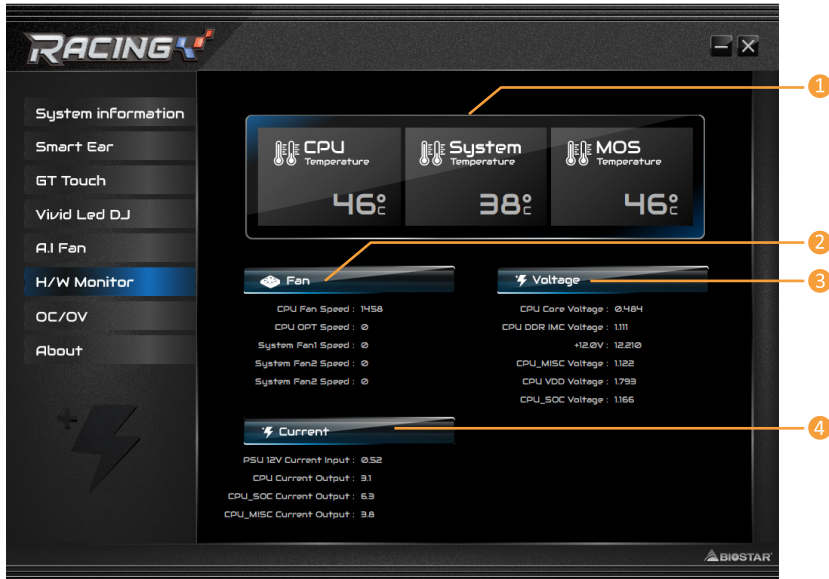 RACING
System information
Smart Ear
GT Touch
Vivid Led DJ
A.I Fan
H/W Monitor
OC/OV
About
1
CPU
Temperature
46°C
System
Temperature
38°C
MOS
Temperature
46°C
2
Fan
CPU Fan Speed : 1458
CPU OPT Speed : 0
System Fan1 Speed : 0
System Fan2 Speed : 0
System Fan2 Speed : 0
3
Voltage
CPU Core Voltage : 0.484
CPU DDR IMC Voltage : 1.111
+12.0V : 12.210
CPU_MISC Voltage : 1.122
CPU VDD Voltage : 1.793
CPU_SOC Voltage : 1.166
4
Current
PSU 12V Current Input : 0.52
CPU Current Output : 3.1
CPU_SOC Current Output : 6.3
CPU_MISC Current Output : 3.8
BIOSTAR